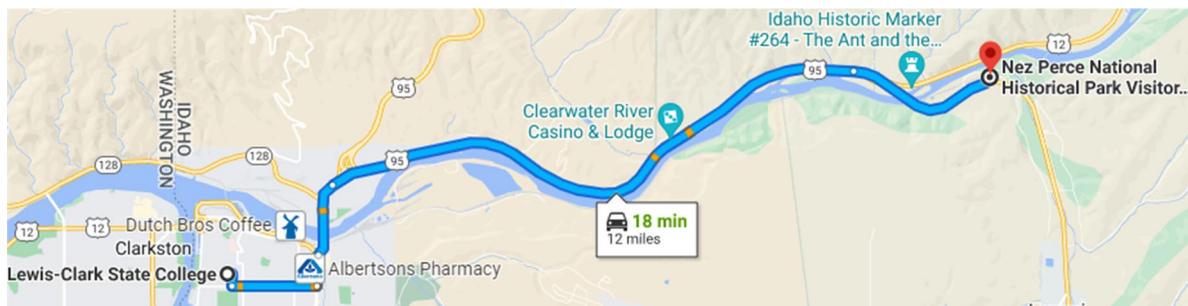 Idaho Historic Marker
#264 - The Ant and the...
12
95
Nez Perce National
Historical Park Visitor...
95
Clearwater River
Casino & Lodge
IDAHO
WASHINGTON
128
128
95
12
12
Dutch Bros Coffee
Clarkston
18 min
12 miles
Lewis-Clark State College
Albertsons Pharmacy